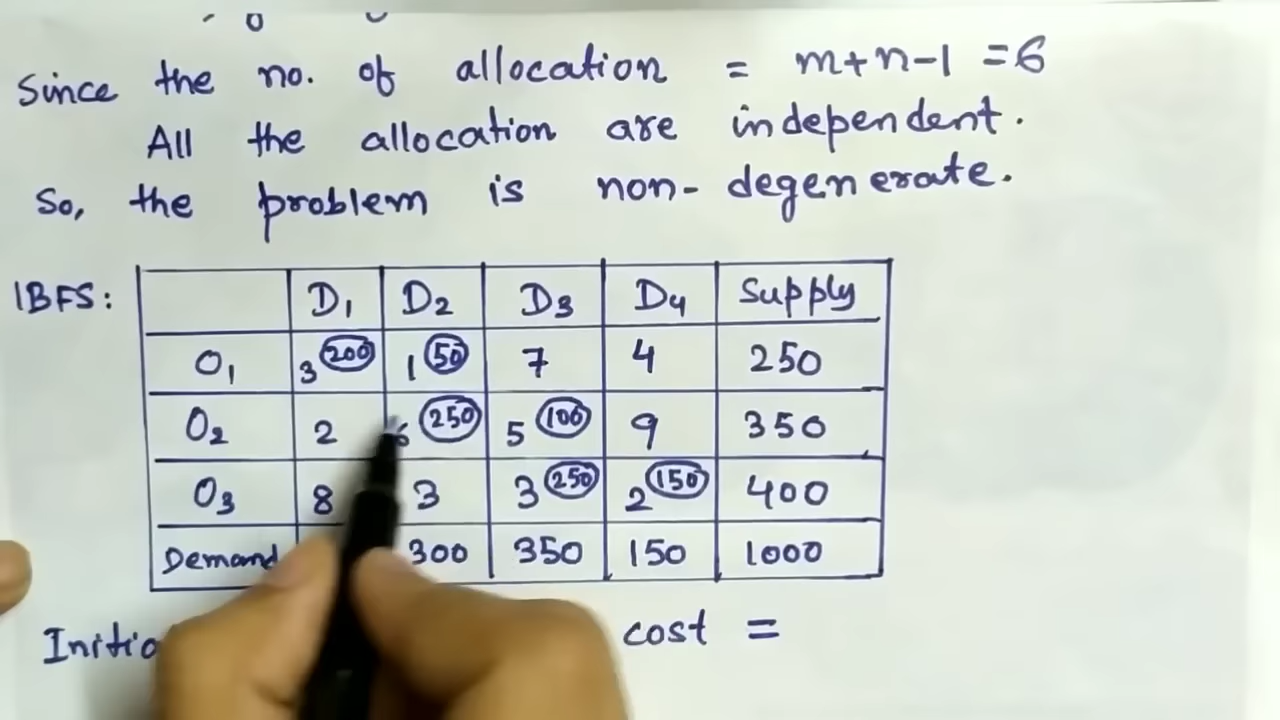 Since the no. of allocation = m+n-1 = 6
All the allocation are independent.
So, the problem is non-degenerate.
IBFS:
D1 D2 D3 D4 Supply
O1 3 200 1 50 7 4 250
O2 2 250 5 100 9 350
O3 8 3 3 250 2 150 400
Demand 300 350 150 1000
cost =